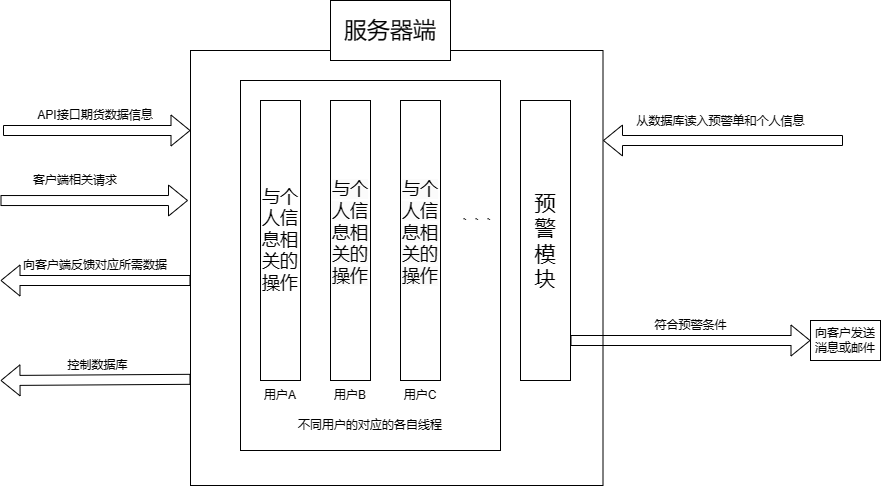 服务器端
API接口期货数据信息
从数据库读入预警单和个人信息
客户端相关请求
与个
人信
息相
关的
操作
与个
人信
息相
关的
操作
与个
人信
息相
关的
操作
、、、
预
警
模
块
向客户端反馈对应所需数据
符合预警条件
向客户发送
消息或邮件
控制数据库
用户A
用户B
用户C
不同用户的对应的各自线程